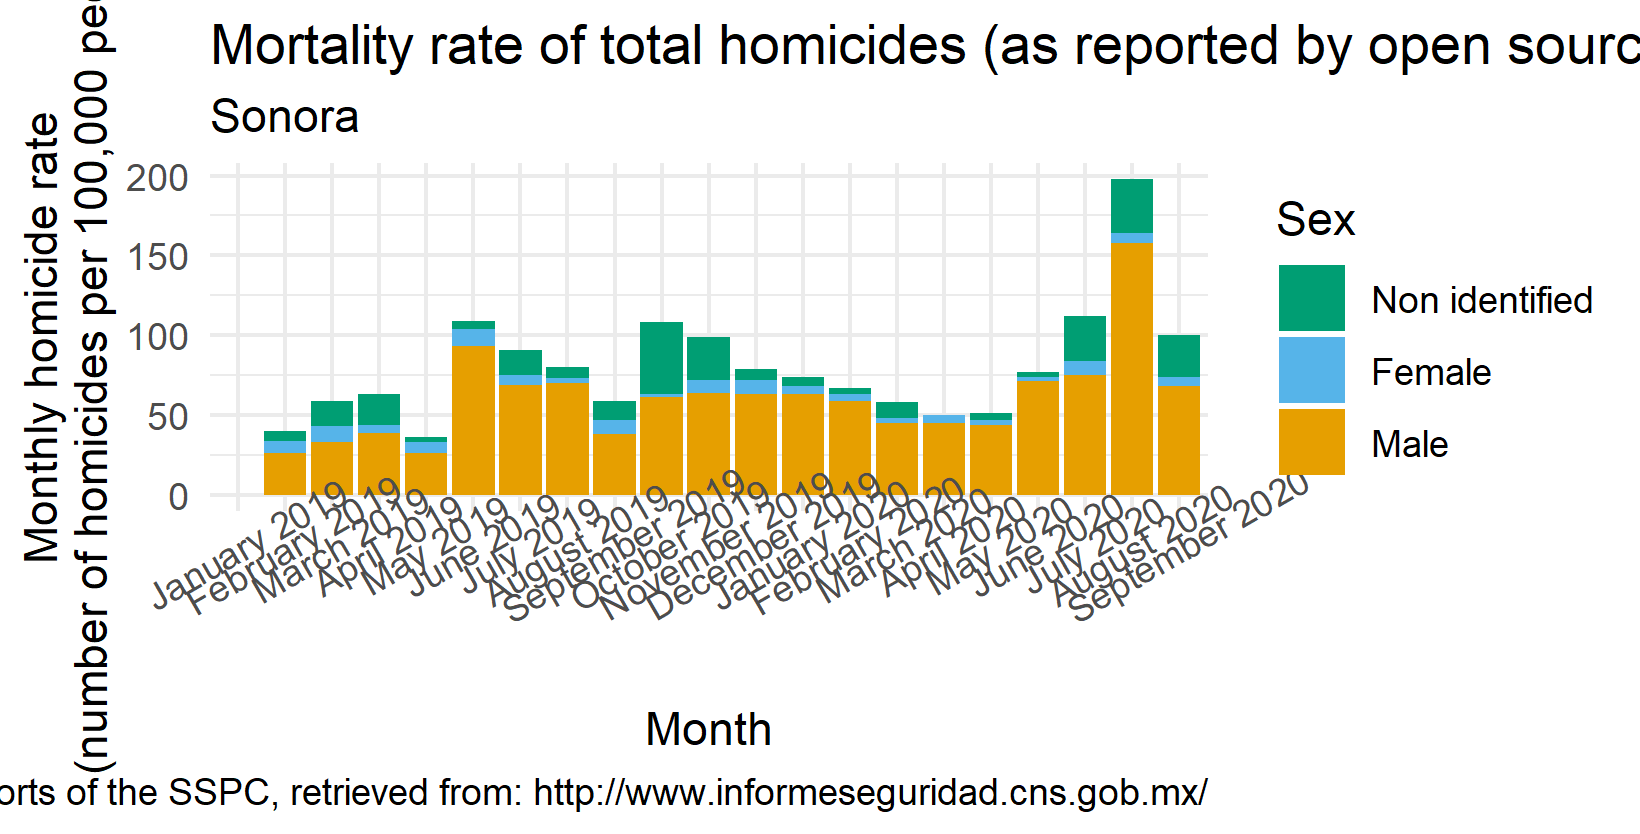 Mortality rate of total homicides (as reported by open sourc
Sonora
Monthly homicide rate
(number of homicides per 100,000 pe
200
150
100
50
0
January 2019
February 2019
March 2019
April 2019
May 2019
June 2019
July 2019
August 2019
September 2019
October 2019
November 2019
December 2019
January 2020
February 2020
March 2020
April 2020
May 2020
June 2020
July 2020
August 2020
September 2020
Month
Sex
Non identified
Female
Male
orts of the SSPC, retrieved from: http://www.informeseguridad.cns.gob.mx/